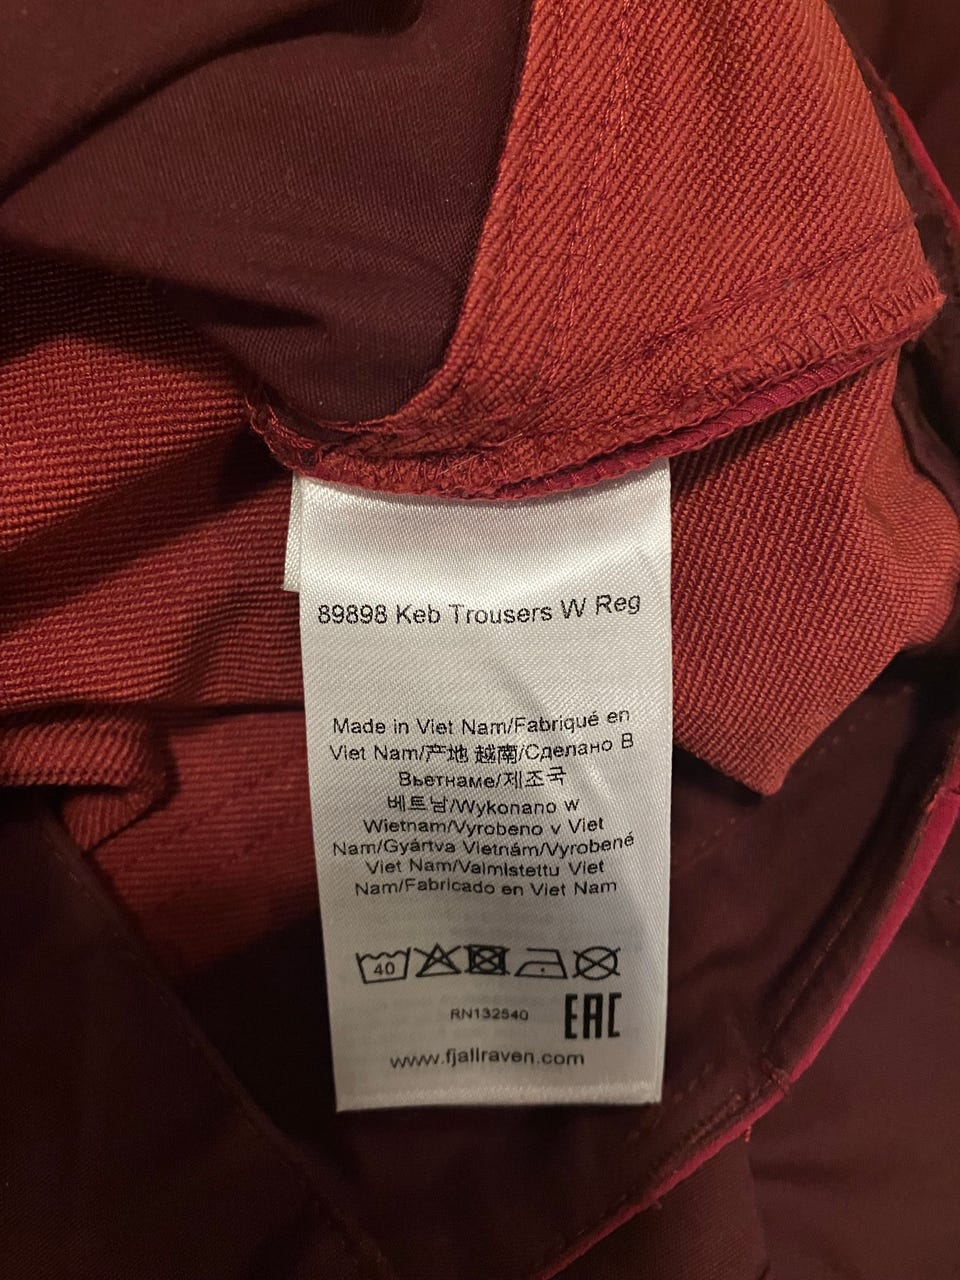 89898 Keb Trousers W Reg
Made in Viet Nam/Fabriqué en
Viet Nam/产地 越南/Сделано В
Вьетнаме/제조국
베트남/Wykonano w
Wietnam/Vyrobeno v Viet
Nam/Gyártva Vietnám/Vyrobené
Viet Nam/Valmistettu Viet
Nam/Fabricado en Viet Nam
40
RN132540 EAC
www.fjallraven.com